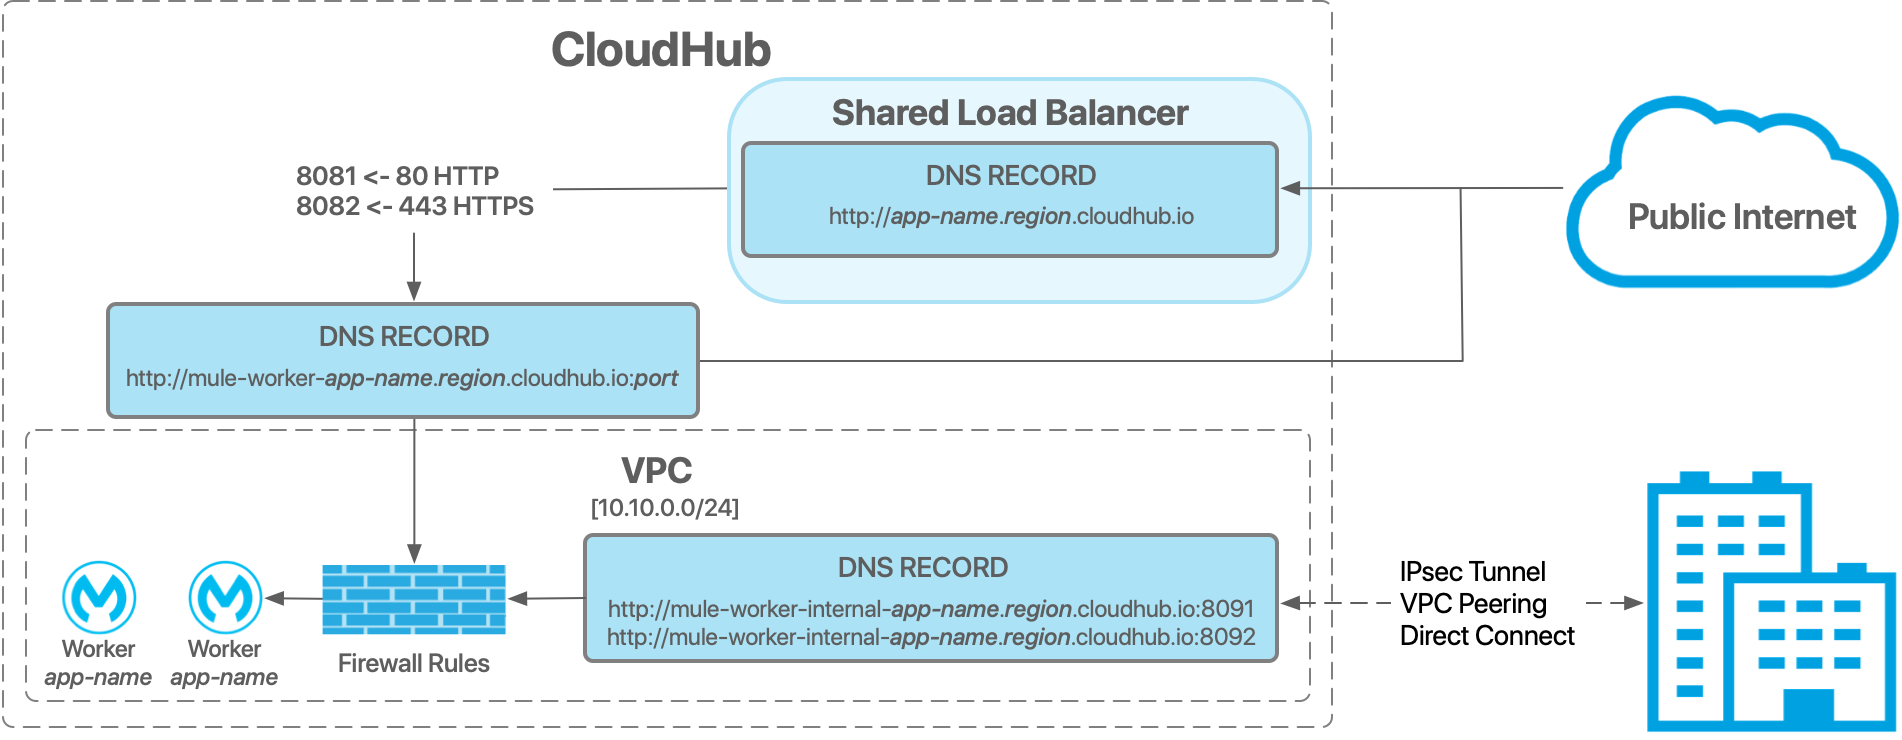 CloudHub
Shared Load Balancer
DNS RECORD
http://app-name.region.cloudhub.io
8081 <- 80 HTTP
8082 <- 443 HTTPS
Public Internet
DNS RECORD
http://mule-worker-app-name.region.cloudhub.io:port
VPC
[10.10.0.0/24]
DNS RECORD
http://mule-worker-internal-app-name.region.cloudhub.io:8091
http://mule-worker-internal-app-name.region.cloudhub.io:8092
IPsec Tunnel
VPC Peering
Direct Connect
Worker
app-name
Worker
app-name
Firewall Rules